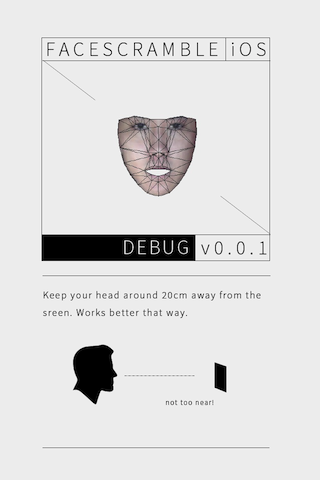 FACESCRAMBLE iOS
DEBUG v0.0.1
Keep your head around 20cm away from the
sreen. Works better that way.
not too near!